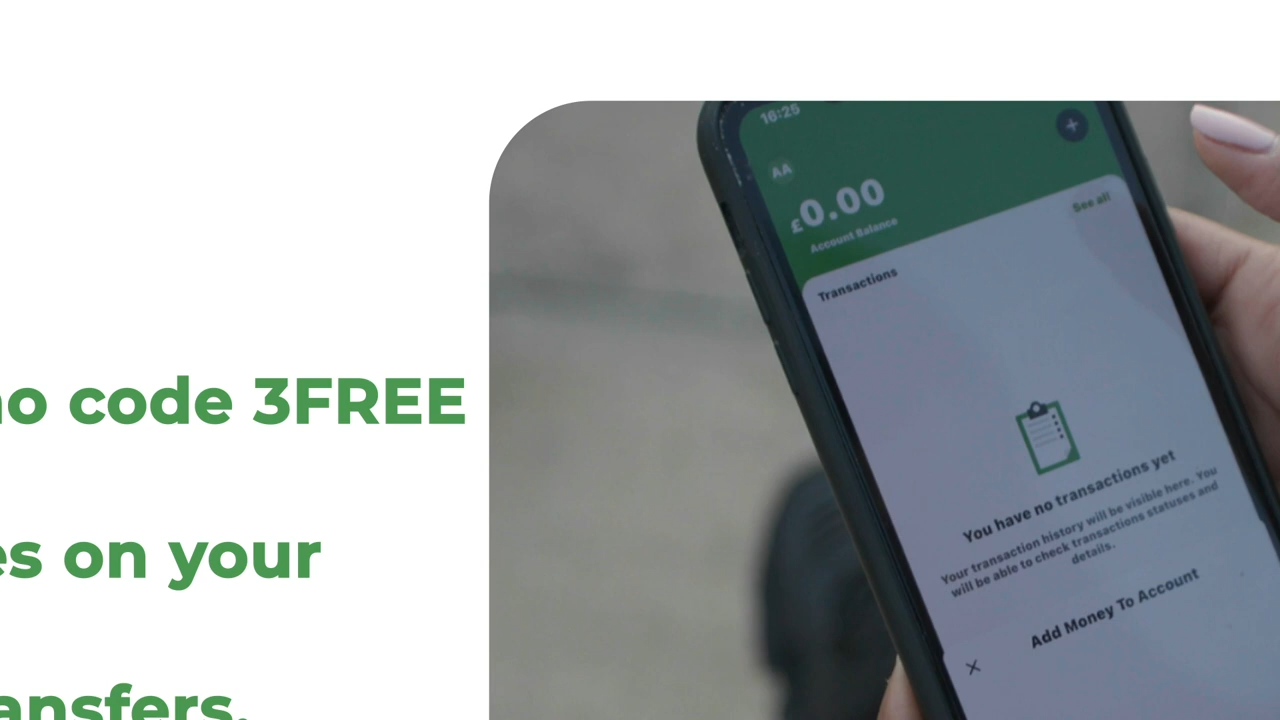 o code 3FREE
es on your
ansfers.
16:25
AA
£0.00
Account Balance
See all
Transactions
You have no transactions yet
Your transaction history will be visible here. You
will be able to check transactions statuses and
details.
Add Money To Account